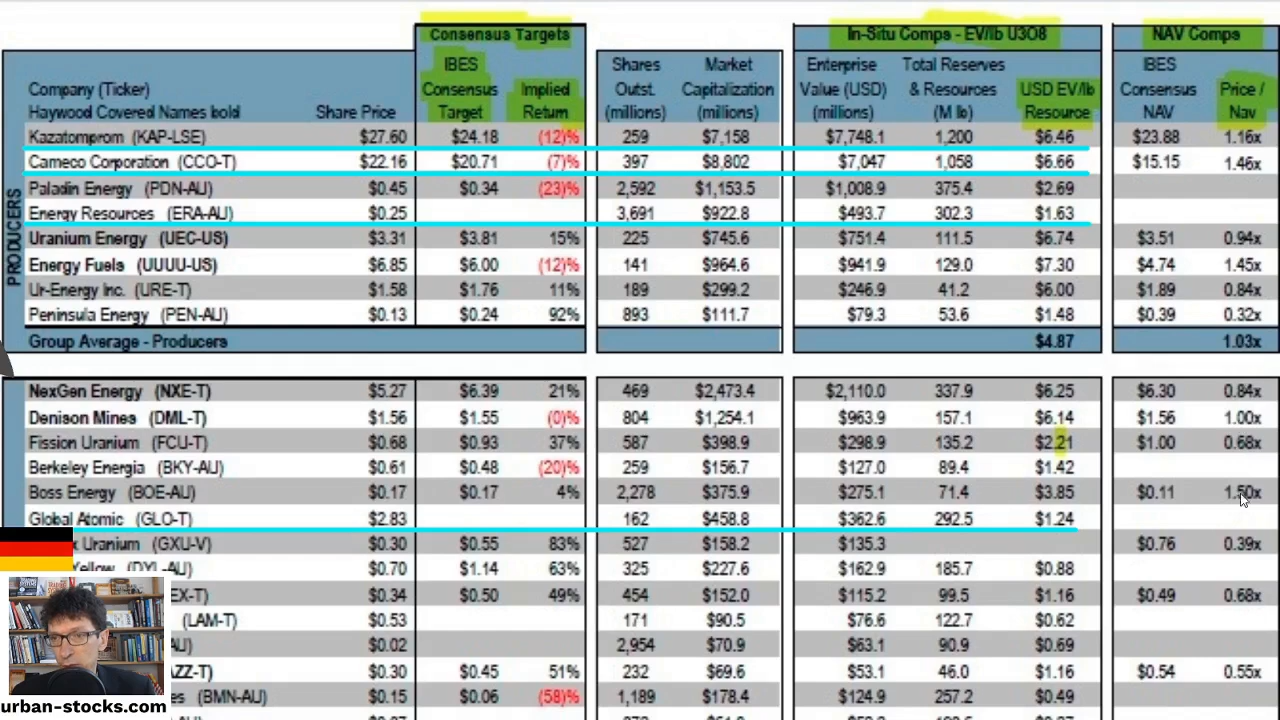 Consensus Targets In-Situ Comps - EV/lb U3O8 NAV Comps
IBES Shares Market Enterprise Total Reserves IBES
Company (Ticker) Consensus Implied Outst. Capitalization Value (USD) & Resources USD EV/lb Consensus Price /
Haywood Covered Names bold Share Price Target Return (millions) (millions) (millions) (M lb) Resource NAV Nav
PRODUCERS
Kazatomprom (KAP-LSE) $27.60 $24.18 (12)% 259 $7,158 $7,748.1 1,200 $6.46 $23.88 1.16x
Cameco Corporation (CCO-T) $22.16 $20.71 (7)% 397 $8,802 $7,047 1,058 $6.66 $15.15 1.46x
Paladin Energy (PDN-AU) $0.45 $0.34 (23)% 2,592 $1,153.5 $1,008.9 375.4 $2.69
Energy Resources (ERA-AU) $0.25 3,691 $922.8 $493.7 302.3 $1.63
Uranium Energy (UEC-US) $3.31 $3.81 15% 225 $745.6 $751.4 111.5 $6.74 $3.51 0.94x
Energy Fuels (UUUU-US) $6.85 $6.00 (12)% 141 $964.6 $941.9 129.0 $7.30 $4.74 1.45x
Ur-Energy Inc. (URE-T) $1.58 $1.76 11% 189 $299.2 $246.9 41.2 $6.00 $1.89 0.84x
Peninsula Energy (PEN-AU) $0.13 $0.24 92% 893 $111.7 $79.3 53.6 $1.48 $0.39 0.32x
Group Average - Producers $4.87 1.03x
NexGen Energy (NXE-T) $5.27 $6.39 21% 469 $2,473.4 $2,110.0 337.9 $6.25 $6.30 0.84x
Denison Mines (DML-T) $1.56 $1.55 (0)% 804 $1,254.1 $963.9 157.1 $6.14 $1.56 1.00x
Fission Uranium (FCU-T) $0.68 $0.93 37% 587 $398.9 $298.9 135.2 $2.21 $1.00 0.68x
Berkeley Energia (BKY-AU) $0.61 $0.48 (20)% 259 $156.7 $127.0 89.4 $1.42
Boss Energy (BOE-AU) $0.17 $0.17 4% 2,278 $375.9 $275.1 71.4 $3.85 $0.11 1.50x
Global Atomic (GLO-T) $2.83 162 $458.8 $362.6 292.5 $1.24
Uranium (GXU-V) $0.30 $0.55 83% 527 $158.2 $135.3 $0.76 0.39x
$0.70 $1.14 63% 325 $227.6 $162.9 185.7 $0.88
EX-T) $0.34 $0.50 49% 454 $152.0 $115.2 99.5 $1.16 $0.49 0.68x
(LAM-T) $0.53 171 $90.5 $76.6 122.7 $0.62
AU) $0.02 2,954 $70.9 $63.1 90.9 $0.69
AZZ-T) $0.30 $0.45 51% 232 $69.6 $53.1 46.0 $1.16 $0.54 0.55x
es (BMN-AU) $0.15 $0.06 (58)% 1,189 $178.4 $124.9 257.2 $0.49
urban-stocks.com